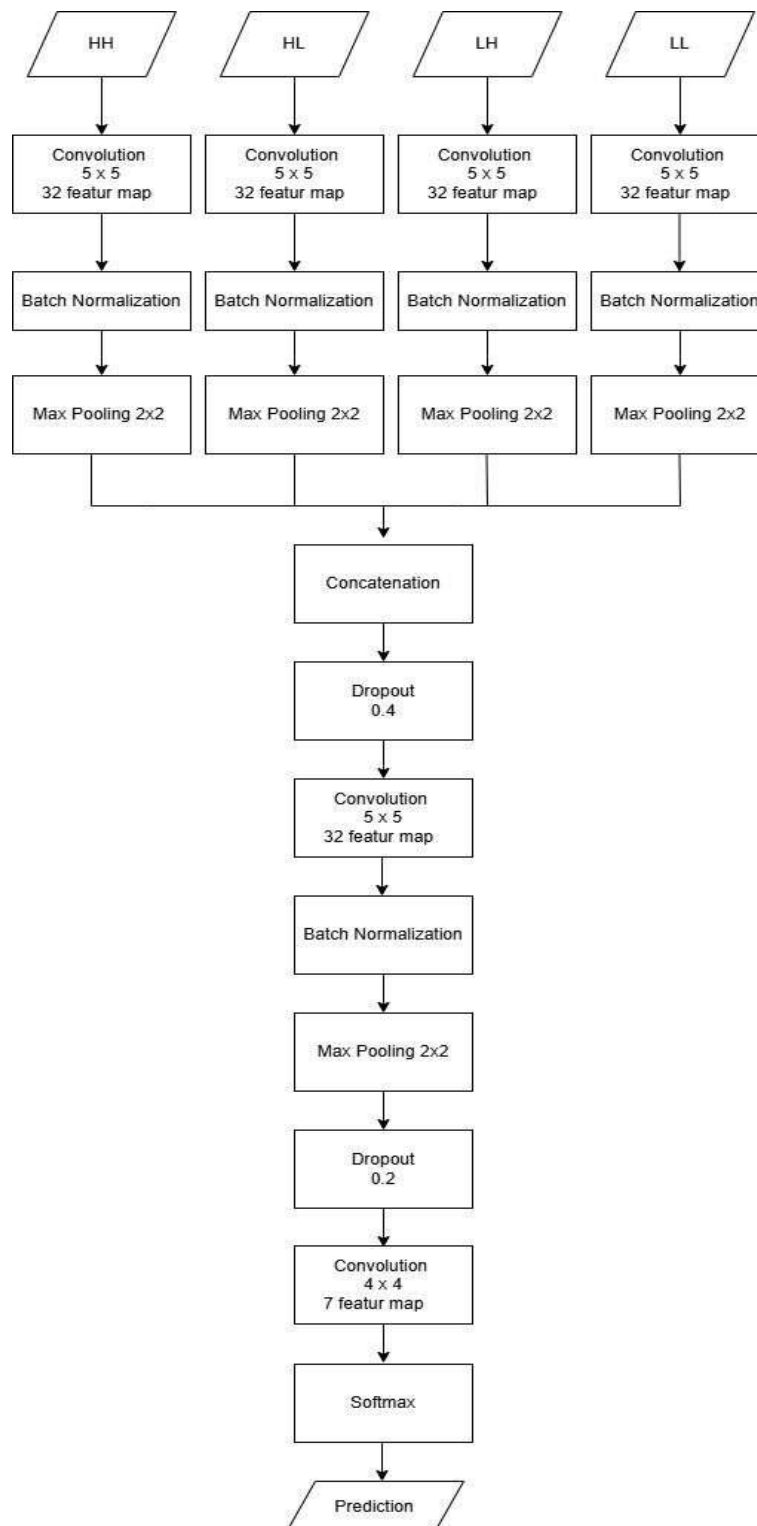 HH
HL
LH
LL
Convolution
5 x 5
32 featur map
Convolution
5 x 5
32 featur map
Convolution
5 x 5
32 featur map
Convolution
5 x 5
32 featur map
Batch Normalization
Batch Normalization
Batch Normalization
Batch Normalization
Max Pooling 2x2
Max Pooling 2x2
Max Pooling 2x2
Max Pooling 2x2
Concatenation
Dropout
0.4
Convolution
5 x 5
32 featur map
Batch Normalization
Max Pooling 2x2
Dropout
0.2
Convolution
4 x 4
7 featur map
Softmax
Prediction